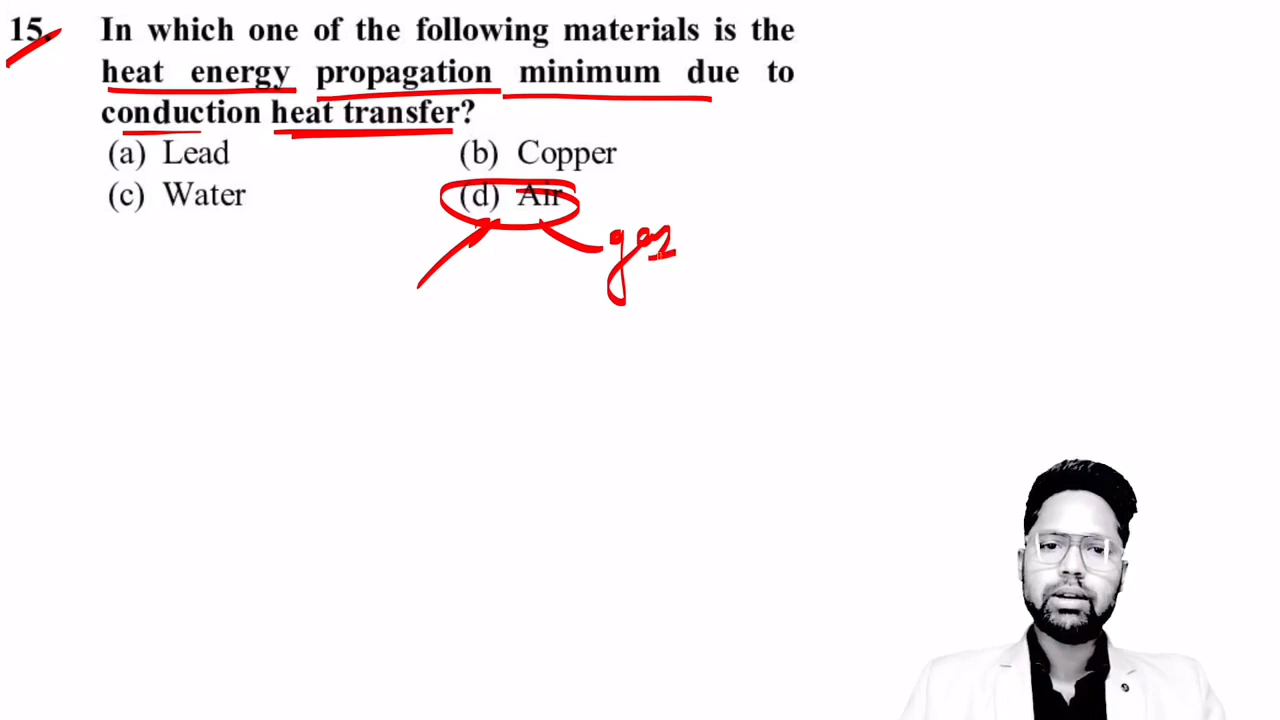 15. In which one of the following materials is the
heat energy propagation minimum due to
conduction heat transfer?
(a) Lead (b) Copper
(c) Water (d) Air
gas